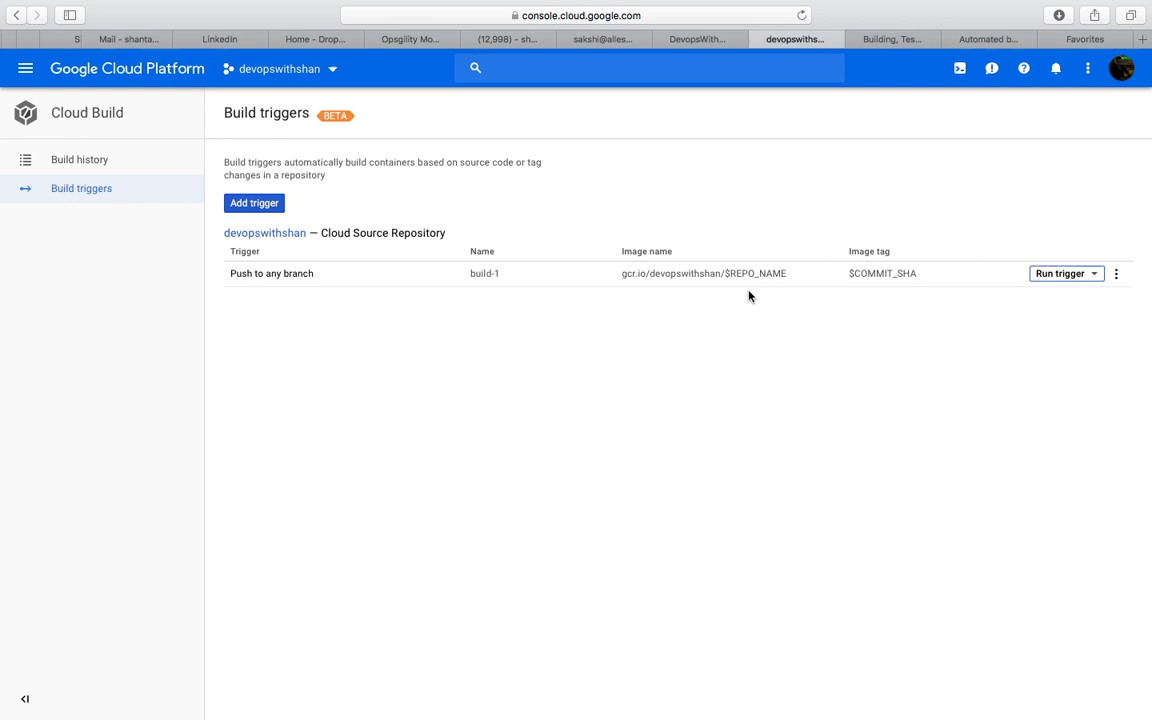 console.cloud.google.com
S
Mail – shanta...
LinkedIn
Home – Drop...
Opsgility Mo...
(12,998) – sh...
sakshi@alles...
DevopsWith...
devopswiths...
Building, Tes...
Automated b...
Favorites
Google Cloud Platform
devopswithshan
Cloud Build
Build triggers BETA
Build history
Build triggers
Build triggers automatically build containers based on source code or tag
changes in a repository
Add trigger
devopswithshan — Cloud Source Repository
Trigger Name Image name Image tag
Push to any branch build-1 gcr.io/devopswithshan/$REPO_NAME $COMMIT_SHA Run trigger